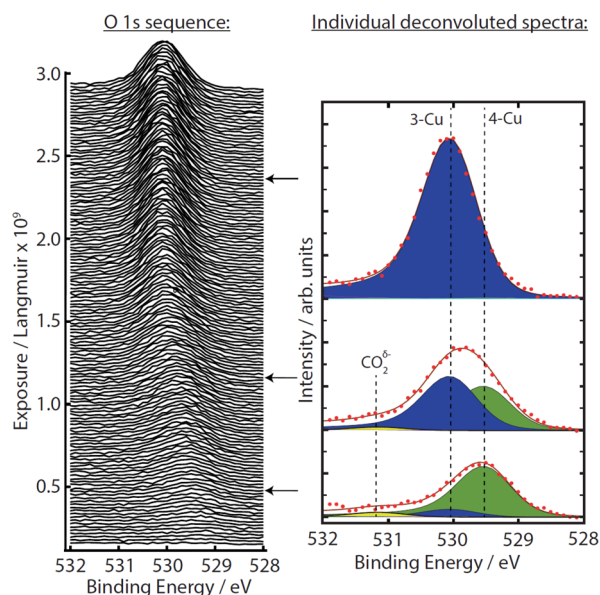 O 1s sequence:
Individual deconvoluted spectra:
Exposure / Langmuir x 10⁹
3.0
2.5
2.0
1.5
1.0
0.5
532 531 530 529 528
Binding Energy / eV
Intensity / arb. units
3-Cu 4-Cu
CO₂^δ-
532 531 530 529 528
Binding Energy / eV